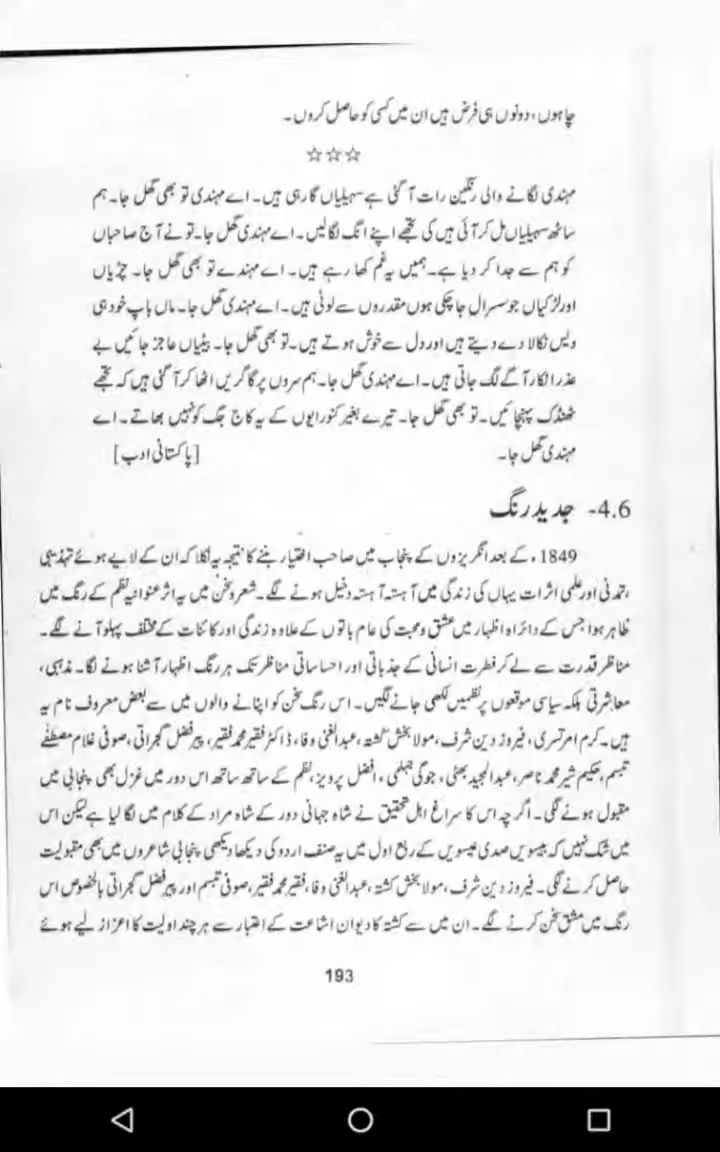 چاہوں، دونوں ہی فرض ہیں ان میں کسی کو حاصل کروں۔
☆☆☆
مہندی لگانے والی رنگین رات آ گئی ہے سہیلیاں گا رہی ہیں۔ اے مہندی تو بھی گھل جا۔ ہم
ساٹھ سہیلیاں مل کر آئی ہیں کی تجھے اپنے انگ لگا لیں۔ اے مہندی گھل جا۔ تو نے آج صاحباں
کو ہم سے جدا کر دیا ہے۔ ہمیں یہ غم کھا رہے ہیں۔ اے مہندے تو بھی گھل جا۔ چڑیاں
اور لڑکیاں جو سسرال جا چکی ہوں مقدروں سے لوٹی ہیں۔ اے مہندی گھل جا۔ ماں باپ خود ہی
دیس نکالا دے دیتے ہیں اور دل سے خوش ہوتے ہیں۔ تو بھی گھل جا۔ بیٹیاں عاجز جائیں بے
عذر انکار آگے لگ جاتی ہیں۔ اے مہندی گھل جا۔ ہم سروں پر گاگریں اٹھا کر آ گئی ہیں کہ تجھے
ٹھنڈک پہنچائیں۔ تو بھی گھل جا۔ تیرے بغیر کنورایوں کے یہ کاج جگ کو نہیں بھاتے۔ اے
مہندی گھل جا۔ [پاکستانی ادب]
4.6- جدید رنگ
1849ء کے بعد انگریزوں کے پنجاب میں صاحب اختیار بننے کا نتیجہ یہ نکلا کہ ان کے لائے ہوئے تہذیبی
، تمدنی اور علمی اثرات یہاں کی زندگی میں آہستہ آہستہ دخیل ہونے لگے۔ شعر و سخن میں یہ اثر عنوانیہ نظم کے رنگ میں
ظاہر ہوا جس کے دائرہ اظہار میں عشق و محبت کی عام باتوں کے علاوہ زندگی اور کائنات کے مختلف پہلو آنے لگے۔
مناظر قدرت سے لے کر فطرت انسانی کے جذباتی اور احساساتی مناظر تک ہر رنگ اظہار آشنا ہونے لگا۔ مذہبی،
معاشرتی بلکہ سیاسی موقعوں پر نظمیں لکھی جانے لگیں۔ اس رنگ سخن کو اپنانے والوں میں سے بعض معروف نام یہ
ہیں۔ کرم امرتسری، فیروز دین شرف، مولا بخش کشتہ، عبدالغنی وفا، ڈاکٹر فقیر محمد فقیر، پیر فضل گجراتی، صوفی غلام مصطفےٰ
تبسم، حکیم شیر محمد ناصر، عبدالمجید بھٹی، جوگی جہلمی، افضل پرویز، نظم کے ساتھ ساتھ اس دور میں غزل بھی پنجابی میں
مقبول ہونے لگی۔ اگرچہ اس کا سراغ اہل تحقیق نے شاہ جہانی دور کے شاہ مراد کے کلام میں لگا لیا ہے لیکن اس
میں شک نہیں کہ بیسویں صدی عیسوی کے ربع اول میں یہ صنف اردو کی دیکھا دیکھی پنجابی شاعروں میں بھی مقبولیت
حاصل کرنے لگی۔ فیروز دین شرف، مولا بخش کشتہ، عبدالغنی وفا، فقیر محمد فقیر، صوفی تبسم اور پیر فضل گجراتی بالخصوص اس
رنگ میں مشق سخن کرنے لگے۔ ان میں سے کشتہ کا دیوان اشاعت کے اعتبار سے ہر چند اولیت کا اعزاز لیے ہوئے
193